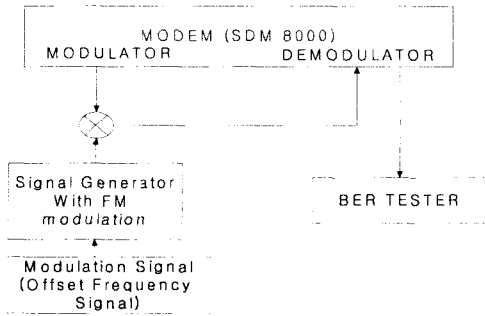 MODEM (SDM 8000)
MODULATOR DEMODULATOR
Signal Generator
With FM
modulation
BER TESTER
Modulation Signal
(Offset Frequency
Signal)